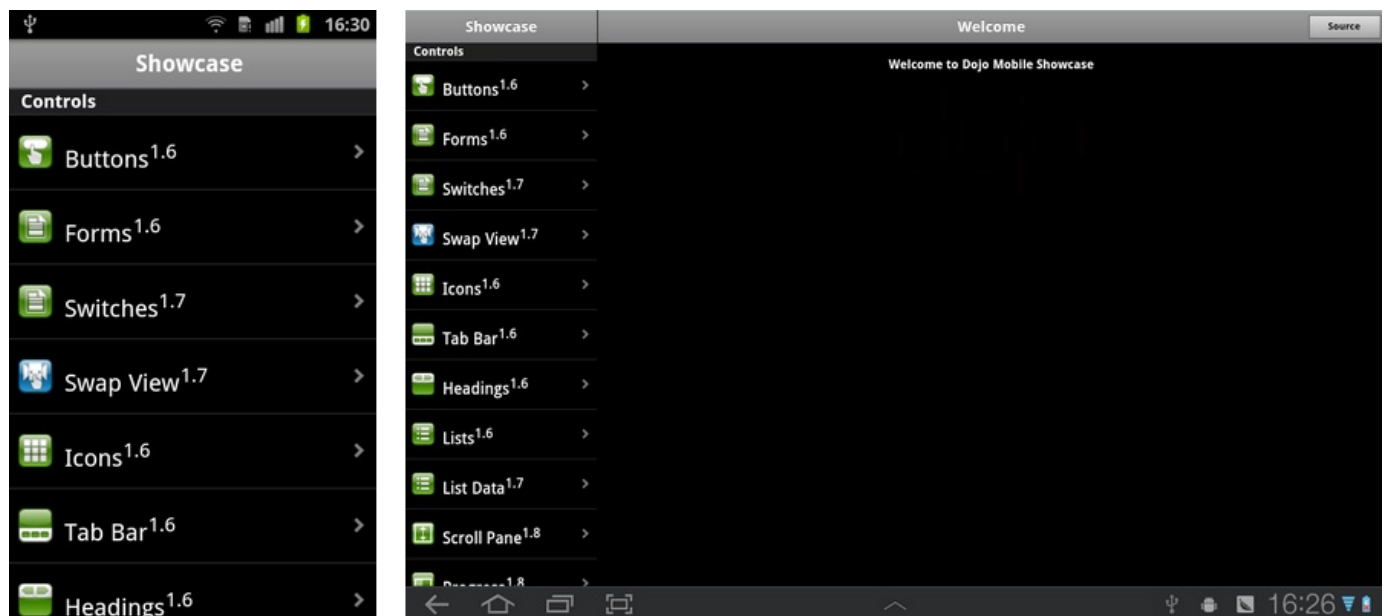 16:30
Showcase
Controls
Buttons1.6
Forms1.6
Switches1.7
Swap View1.7
Icons1.6
Tab Bar1.6
Headings1.6
Showcase
Welcome
Source
Controls
Welcome to Dojo Mobile Showcase
Buttons1.6
Forms1.6
Switches1.7
Swap View1.7
Icons1.6
Tab Bar1.6
Headings1.6
Lists1.6
List Data1.7
Scroll Pane1.8
Progress1.8
16:26